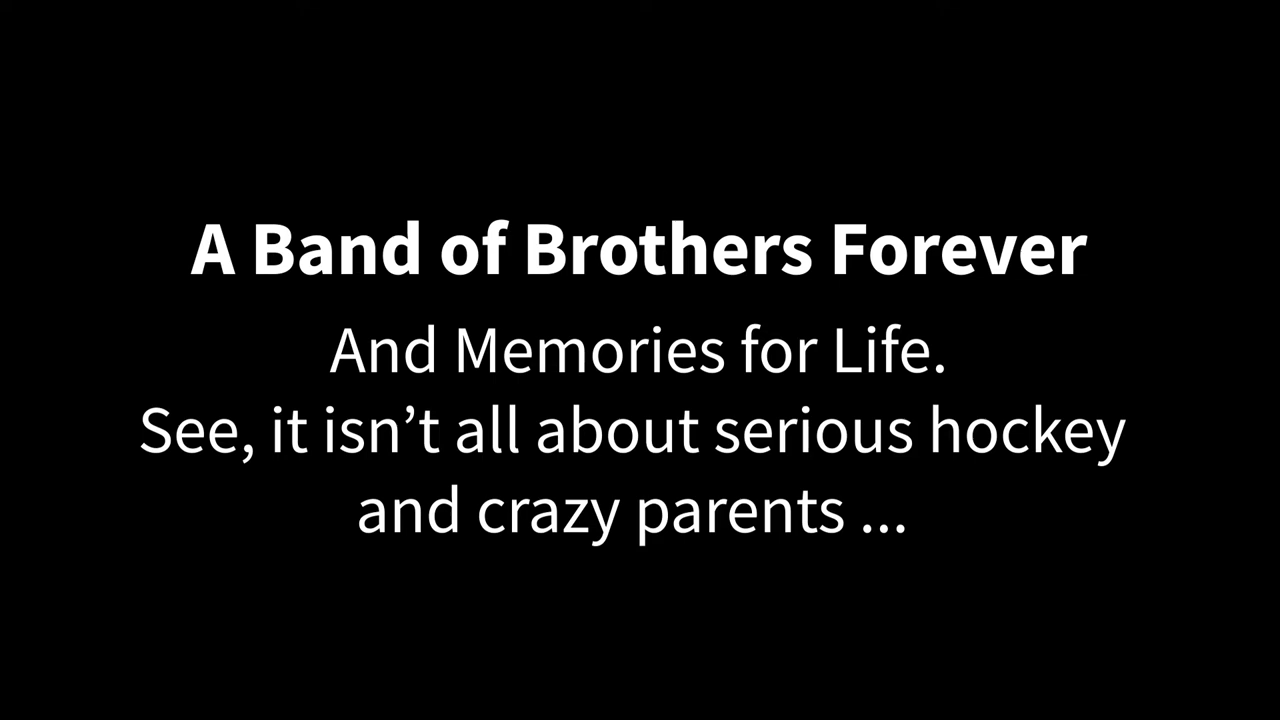 A Band of Brothers Forever
And Memories for Life.
See, it isn’t all about serious hockey
and crazy parents ...